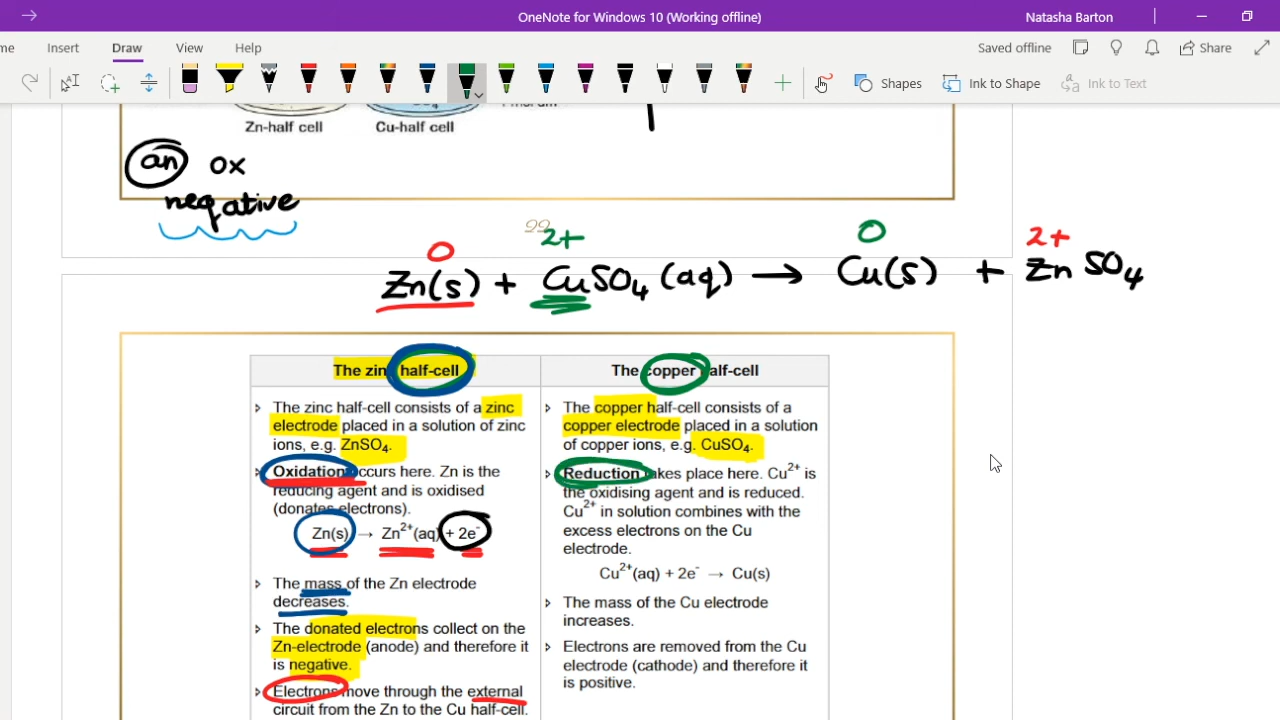 OneNote for Windows 10 (Working offline)
Natasha Barton
me Insert Draw View Help
Saved offline
Share
Shapes
Ink to Shape
Ink to Text
Zn-half cell
Cu-half cell
an ox
negative
22
0 2+ 0 2+
Zn(s) + CuSO₄ (aq) → Cu(s) + ZnSO₄
The zinc half-cell
The zinc half-cell consists of a zinc
electrode placed in a solution of zinc
ions, e.g. ZnSO₄.
Oxidation occurs here. Zn is the
reducing agent and is oxidised
(donates electrons).
Zn(s) → Zn²⁺(aq) + 2e⁻
The mass of the Zn electrode
decreases.
The donated electrons collect on the
Zn-electrode (anode) and therefore it
is negative.
Electrons move through the external
circuit from the Zn to the Cu half-cell.
The copper half-cell
The copper half-cell consists of a
copper electrode placed in a solution
of copper ions, e.g. CuSO₄.
Reduction takes place here. Cu²⁺ is
the oxidising agent and is reduced.
Cu²⁺ in solution combines with the
excess electrons on the Cu
electrode.
Cu²⁺(aq) + 2e⁻ → Cu(s)
The mass of the Cu electrode
increases.
Electrons are removed from the Cu
electrode (cathode) and therefore it
is positive.